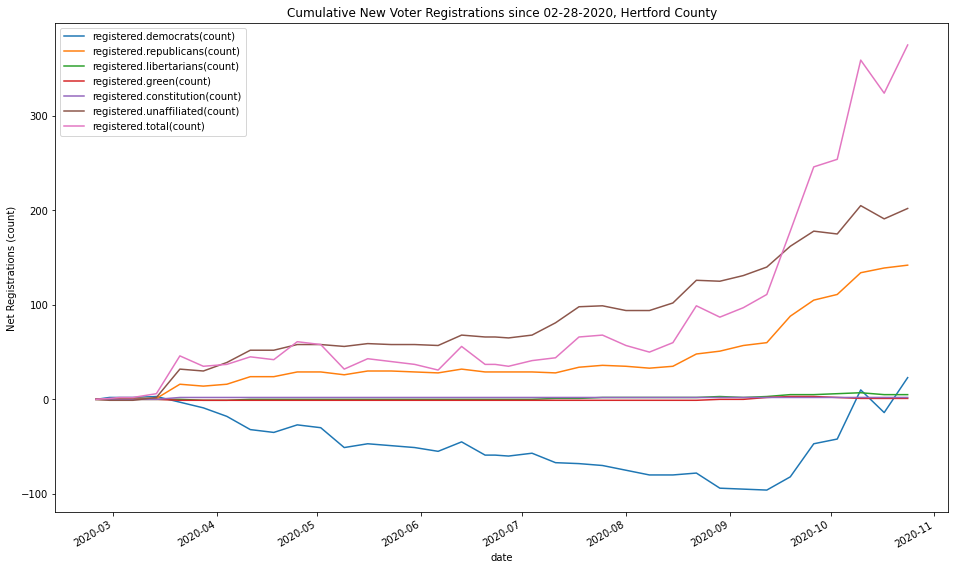 Cumulative New Voter Registrations since 02-28-2020, Hertford County
registered.democrats(count)
registered.republicans(count)
registered.libertarians(count)
registered.green(count)
registered.constitution(count)
registered.unaffiliated(count)
registered.total(count)
Net Registrations (count)
300
200
100
0
−100
2020-03
2020-04
2020-05
2020-06
2020-07
2020-08
2020-09
2020-10
2020-11
date